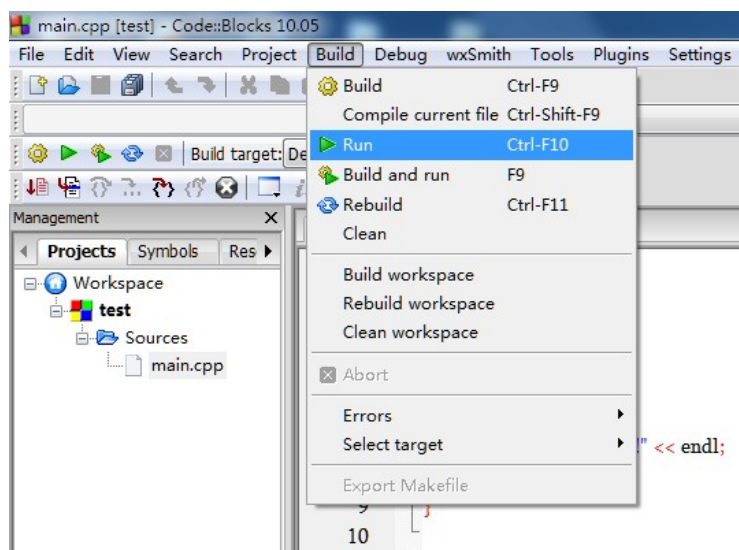 main.cpp [test] - Code::Blocks 10.05
File Edit View Search Project Build Debug wxSmith Tools Plugins Settings
Build Ctrl-F9
Compile current file Ctrl-Shift-F9
Build target: De
Run Ctrl-F10
Build and run F9
Rebuild Ctrl-F11
Clean
Management X
Projects Symbols Res
Workspace
test
Sources
main.cpp
Build workspace
Rebuild workspace
Clean workspace
Abort
Errors
Select target
Export Makefile
!" << endl;
9 }
10